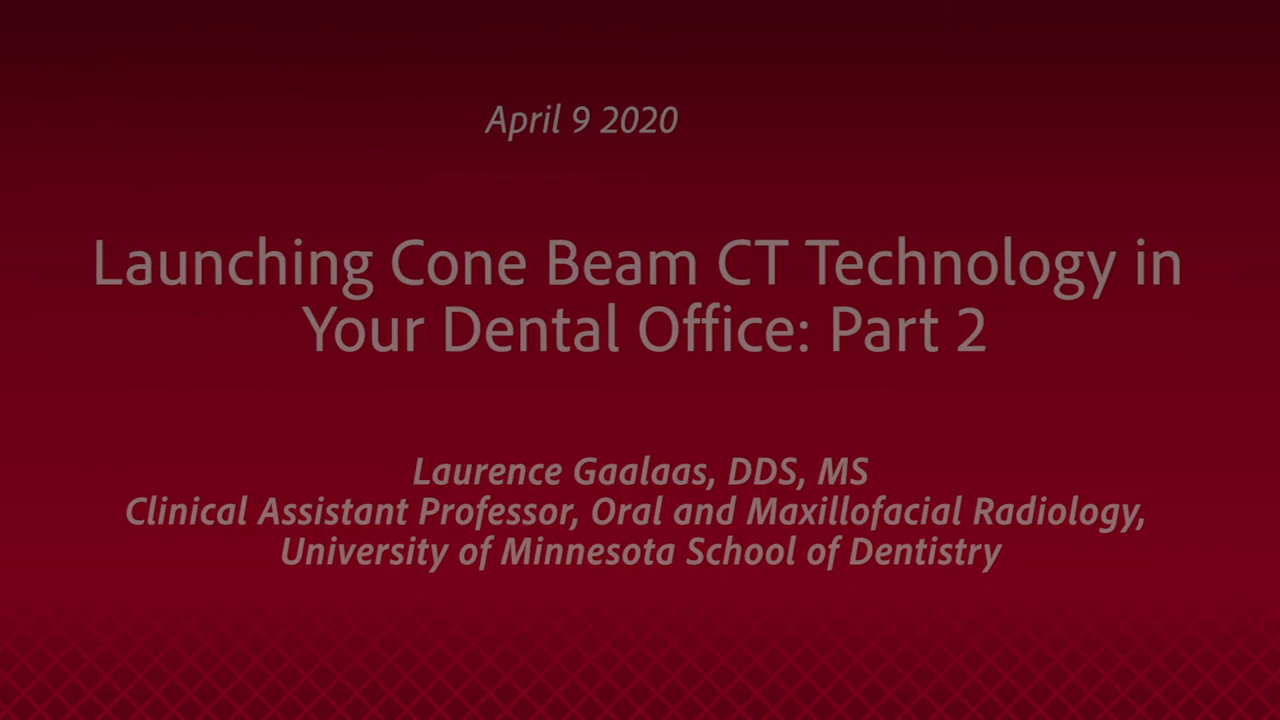 April 9 2020
Launching Cone Beam CT Technology in
Your Dental Office: Part 2
Laurence Gaalaas, DDS, MS
Clinical Assistant Professor, Oral and Maxillofacial Radiology,
University of Minnesota School of Dentistry